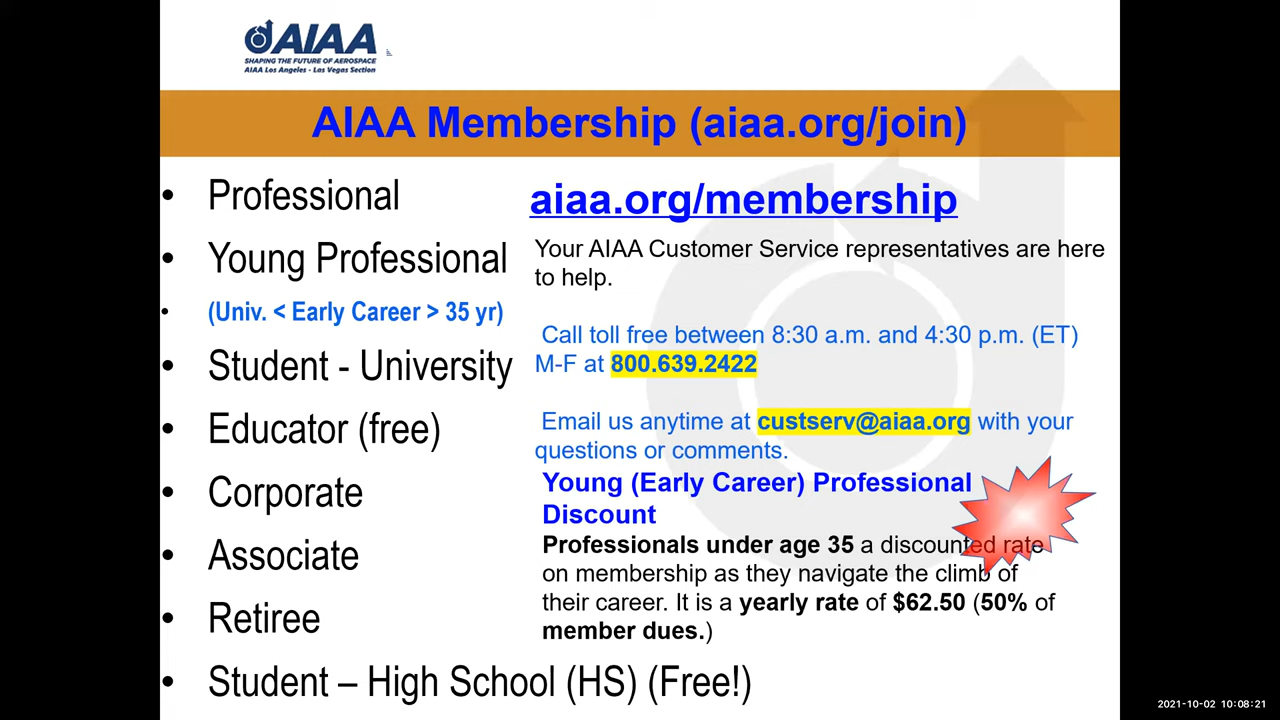 AIAA
SHAPING THE FUTURE OF AEROSPACE
AIAA Los Angeles - Las Vegas Section
AIAA Membership (aiaa.org/join)
• Professional
• Young Professional
• (Univ. < Early Career > 35 yr)
• Student - University
• Educator (free)
• Corporate
• Associate
• Retiree
• Student – High School (HS) (Free!)
aiaa.org/membership
Your AIAA Customer Service representatives are here
to help.
Call toll free between 8:30 a.m. and 4:30 p.m. (ET)
M-F at 800.639.2422
Email us anytime at custserv@aiaa.org with your
questions or comments.
Young (Early Career) Professional
Discount
Professionals under age 35 a discounted rate
on membership as they navigate the climb of
their career. It is a yearly rate of $62.50 (50% of
member dues.)
2021-10-02 10:08:21